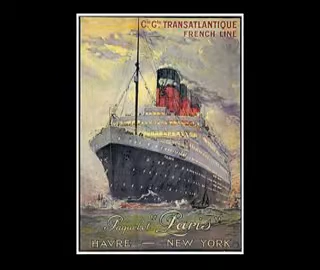 Cie Gle TRANSATLANTIQUE
FRENCH LINE
Paquebot "Paris"
HAVRE — NEW YORK